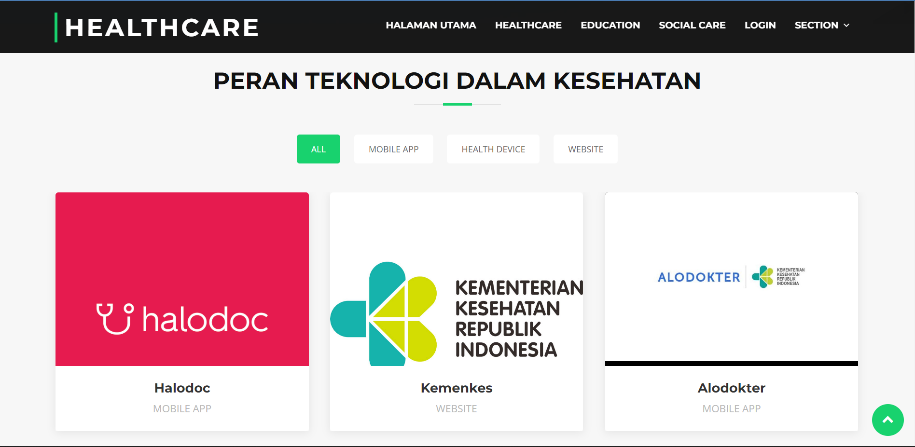 HEALTHCARE
HALAMAN UTAMA HEALTHCARE EDUCATION SOCIAL CARE LOGIN SECTION
PERAN TEKNOLOGI DALAM KESEHATAN
ALL MOBILE APP HEALTH DEVICE WEBSITE
halodoc
KEMENTERIAN
KESEHATAN
REPUBLIK
INDONESIA
ALODOKTER
KEMENTERIAN
KESEHATAN
REPUBLIK
INDONESIA
Halodoc
MOBILE APP
Kemenkes
WEBSITE
Alodokter
MOBILE APP